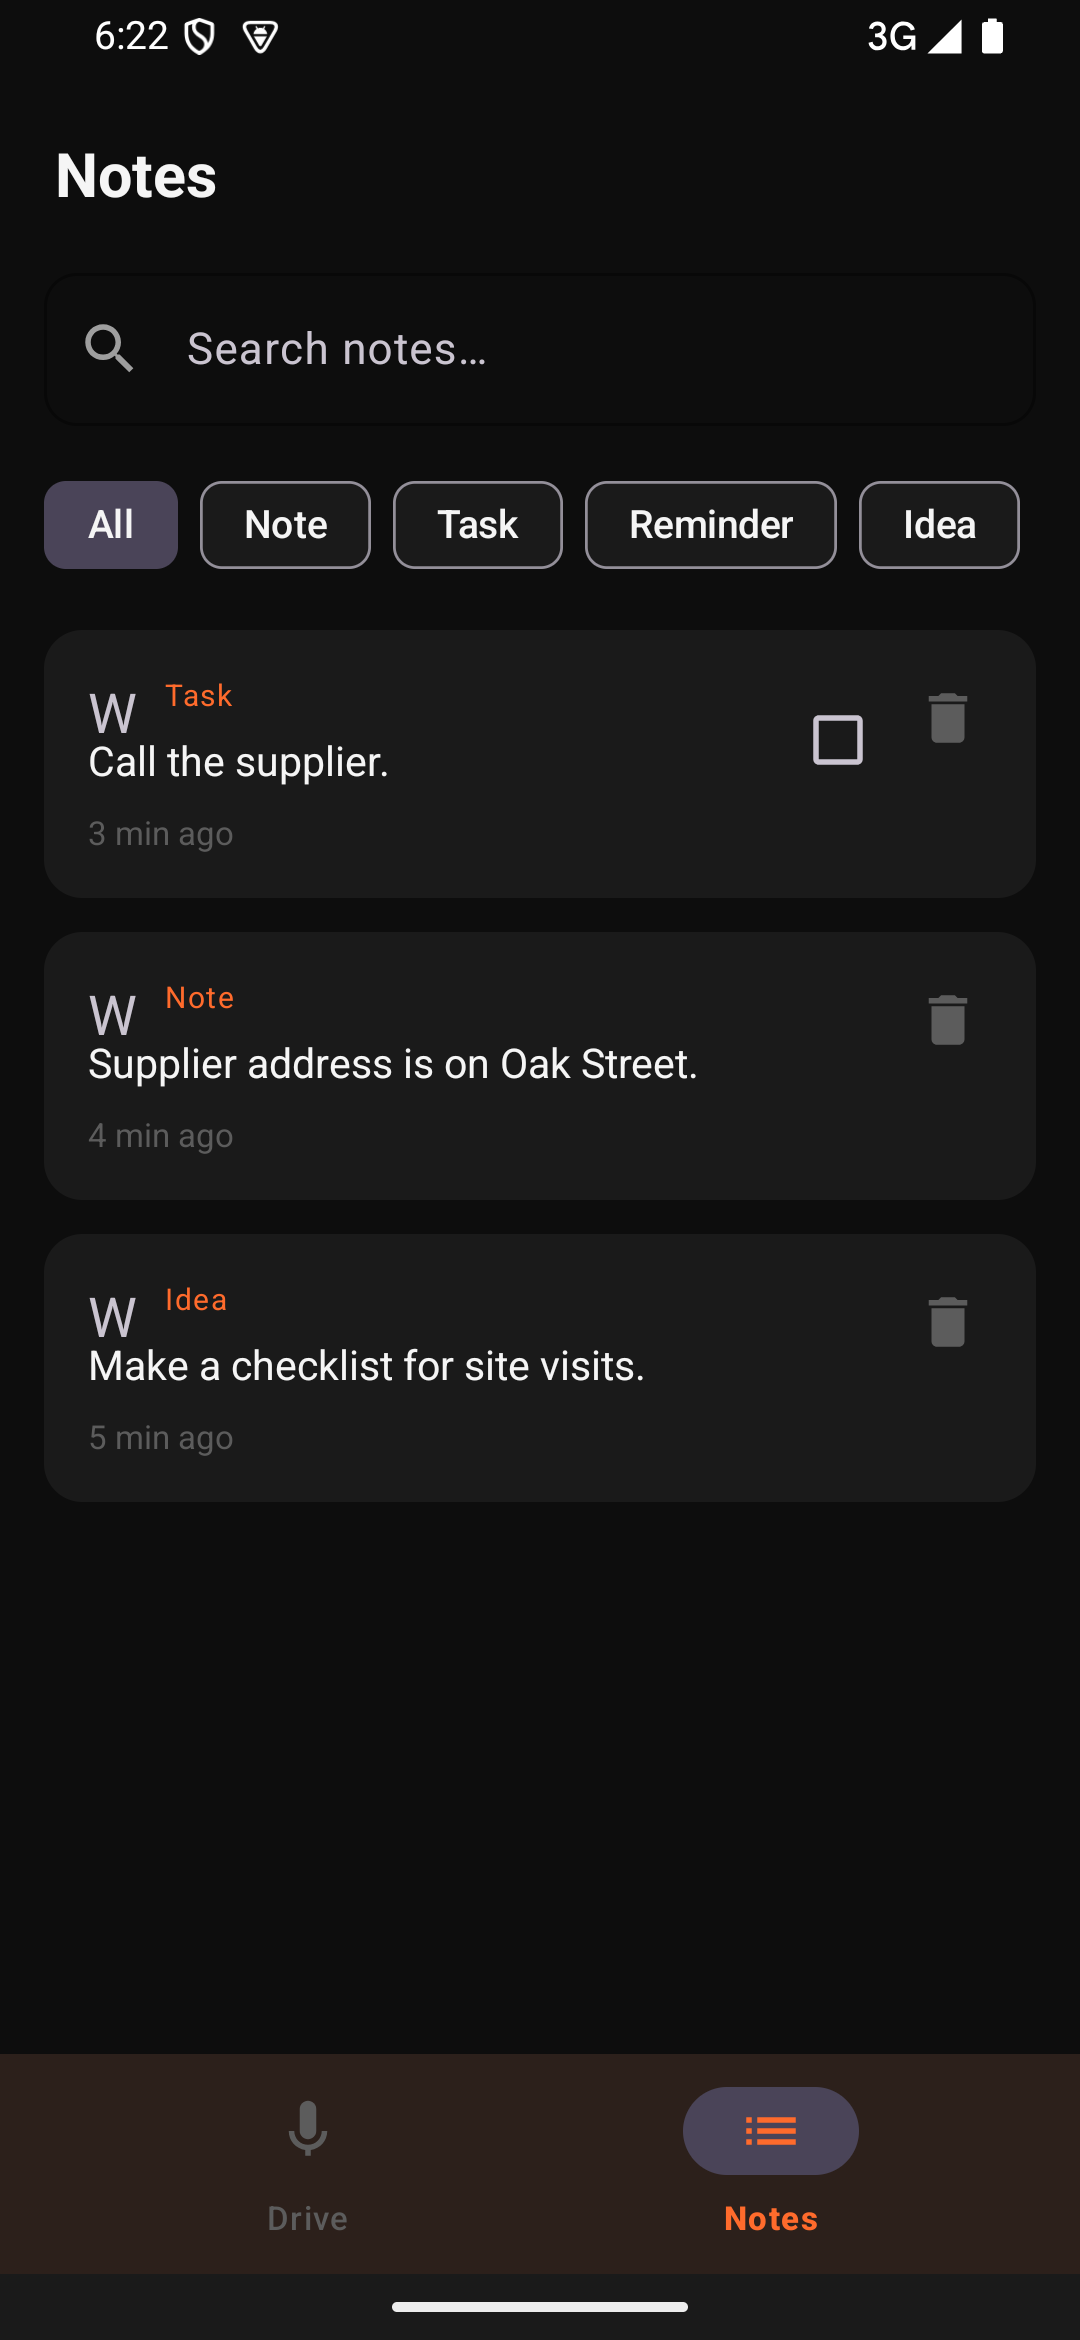 6:22
3G
Notes
Search notes...
All Note Task Reminder Idea
W Task
Call the supplier.
3 min ago
W Note
Supplier address is on Oak Street.
4 min ago
W Idea
Make a checklist for site visits.
5 min ago
Drive Notes